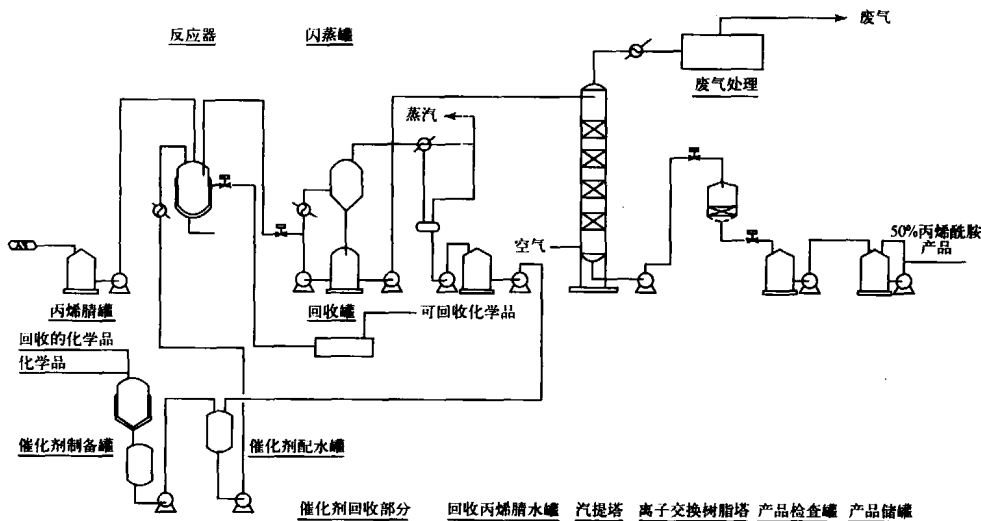 废气
反应器
闪蒸罐
废气处理
蒸汽
空气
50%丙烯酰胺
产品
丙烯腈罐
回收罐
可回收化学品
回收的化学品
化学品
催化剂制备罐
催化剂配水罐
催化剂回收部分
回收丙烯腈水罐
汽提塔
离子交换树脂塔
产品检查罐
产品储罐